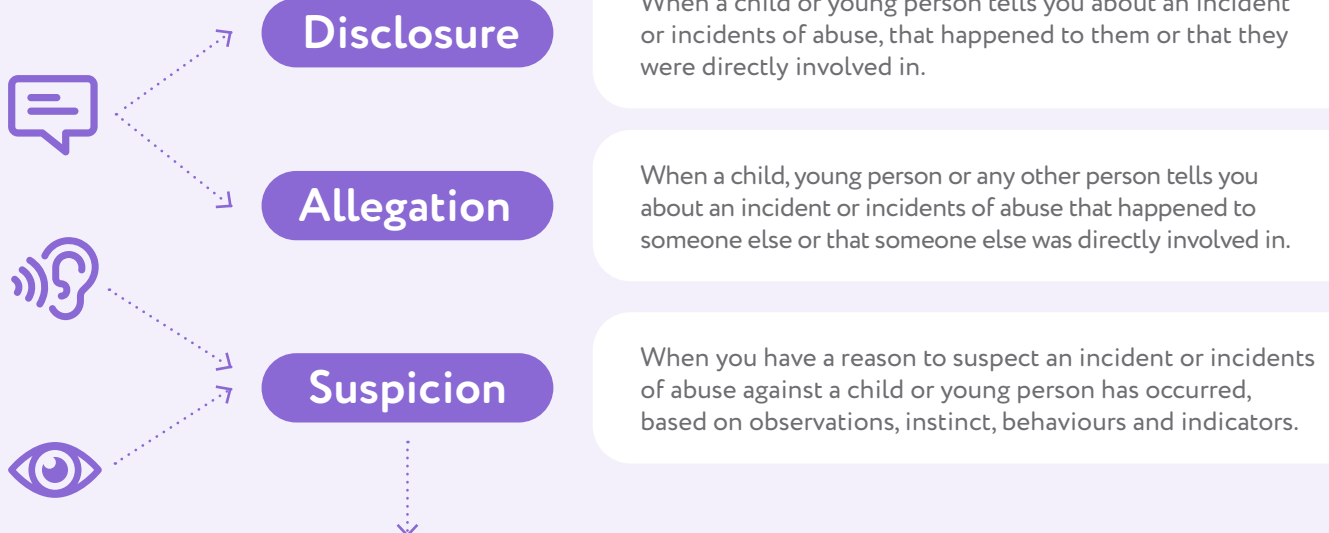 Disclosure
When a child or young person tells you about an incident
or incidents of abuse, that happened to them or that they
were directly involved in.
Allegation
When a child, young person or any other person tells you
about an incident or incidents of abuse that happened to
someone else or that someone else was directly involved in.
Suspicion
When you have a reason to suspect an incident or incidents
of abuse against a child or young person has occurred,
based on observations, instinct, behaviours and indicators.